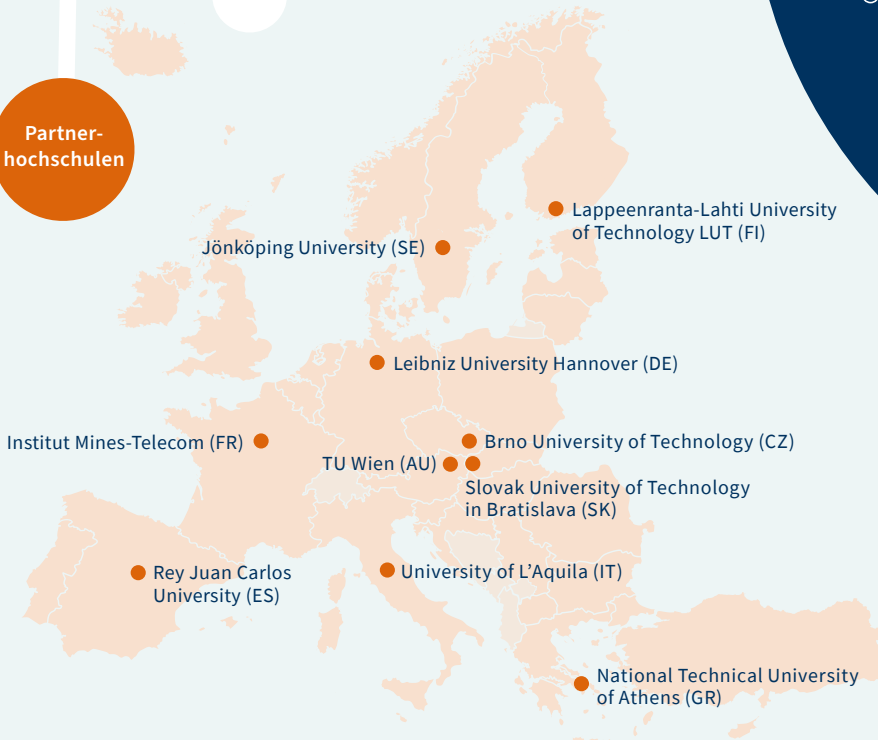 Partner-
hochschulen
Lappeenranta-Lahti University
of Technology LUT (FI)
Jönköping University (SE)
Leibniz University Hannover (DE)
Institut Mines-Telecom (FR)
Brno University of Technology (CZ)
TU Wien (AU)
Slovak University of Technology
in Bratislava (SK)
Rey Juan Carlos
University (ES)
University of L’Aquila (IT)
National Technical University
of Athens (GR)